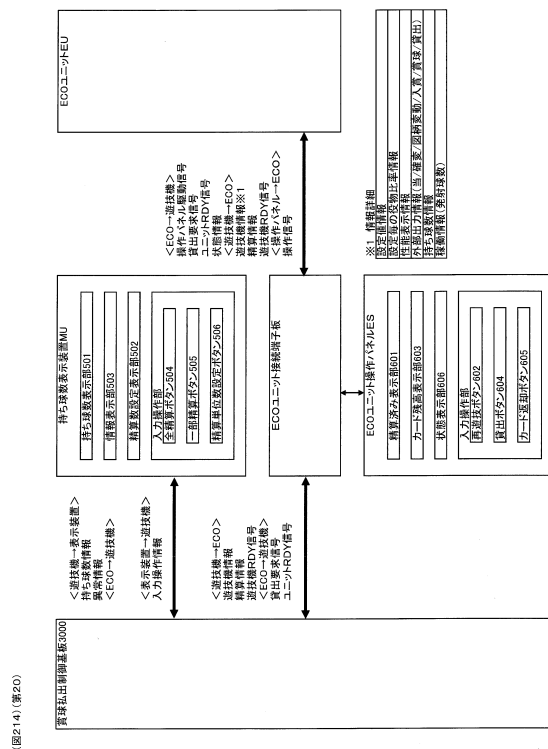 (図214)(第20)
賞球払出制御基板3000
<遊技機→表示装置>
持ち球数情報
異常情報
<ECO→遊技機>
<表示装置→遊技機>
入力操作情報
<遊技機→ECO>
遊技機情報
精算情報
遊技機RDY信号
<ECO→遊技機>
貸出要求信号
ユニットRDY信号
持ち球数表示装置MU
持ち球数表示部501
情報表示部503
精算数設定表示部502
入力操作部
全精算ボタン504
一部精算ボタン505
精算単位数設定ボタン506
ECOユニット接続端子板
ECOユニット操作パネルES
精算済み表示部601
カード残高表示部603
状態表示部606
入力操作部
再遊技ボタン602
貸出ボタン604
カード返却ボタン605
<ECO→遊技機>
操作パネル駆動信号
貸出要求信号
ユニットRDY信号
状態情報
<遊技機→ECO>
遊技機情報※1
精算情報
遊技機RDY信号
<操作パネル→ECO>
操作信号
ECOユニットEU
※1 情報詳細
設定値情報
設定毎の役物比率情報
性能表示情報
外部出力情報(当/確変/図柄変動/入賞/賞球/貸出)
持ち球数情報
稼働情報(発射球数)